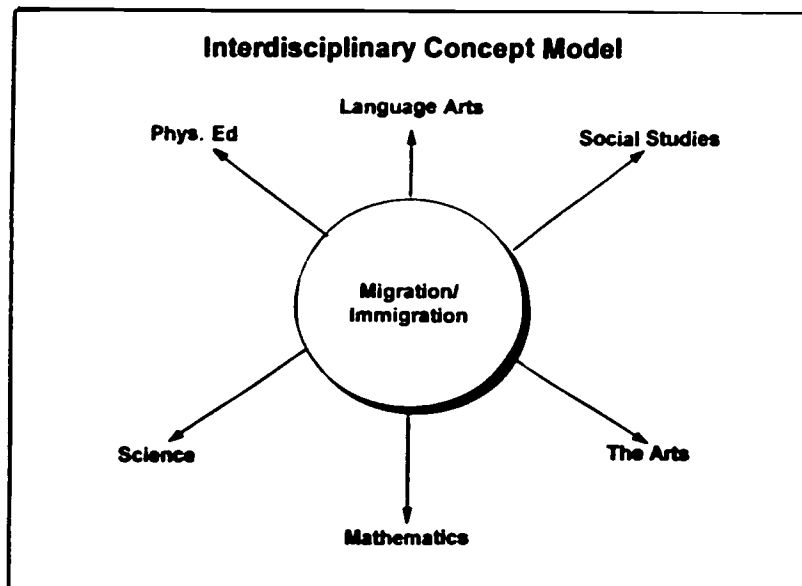 Interdisciplinary Concept Model
Language Arts
Phys. Ed
Social Studies
Migration/
Immigration
Science
The Arts
Mathematics